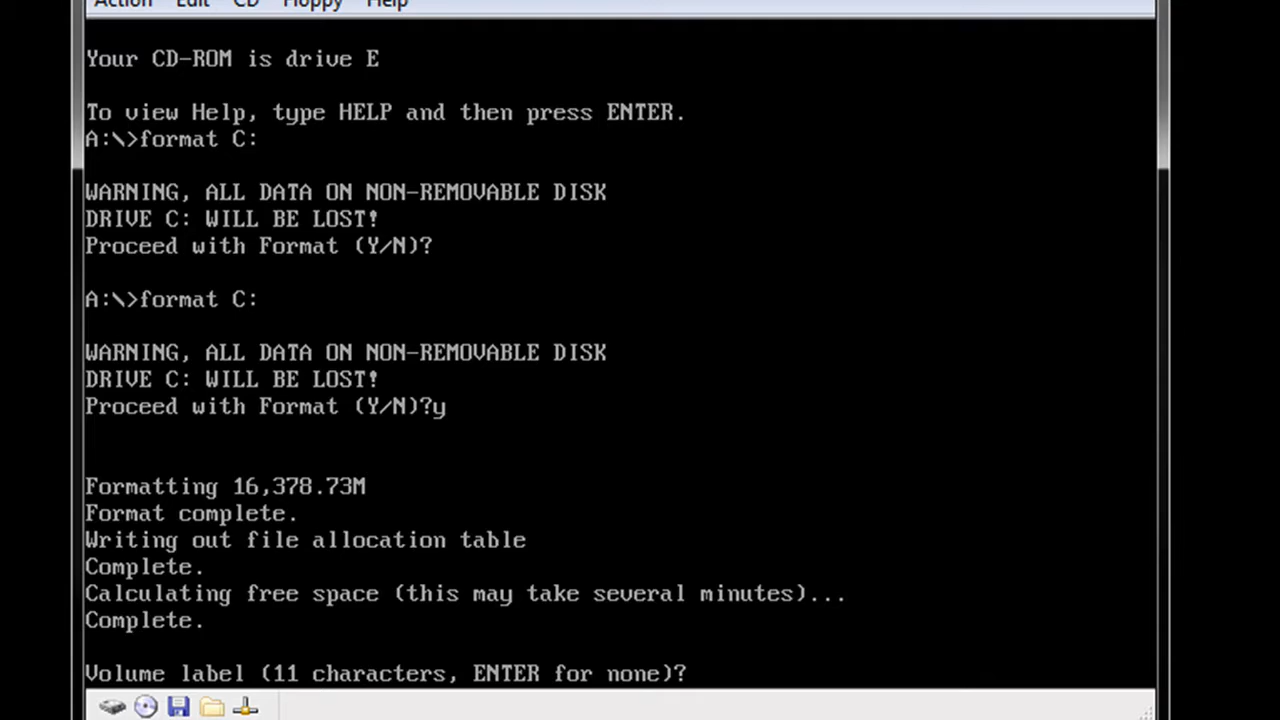 Action Edit CD Floppy Help
Your CD-ROM is drive E
To view Help, type HELP and then press ENTER.
A:\>format C:
WARNING, ALL DATA ON NON-REMOVABLE DISK
DRIVE C: WILL BE LOST!
Proceed with Format (Y/N)?
A:\>format C:
WARNING, ALL DATA ON NON-REMOVABLE DISK
DRIVE C: WILL BE LOST!
Proceed with Format (Y/N)?y
Formatting 16,378.73M
Format complete.
Writing out file allocation table
Complete.
Calculating free space (this may take several minutes)...
Complete.
Volume label (11 characters, ENTER for none)?